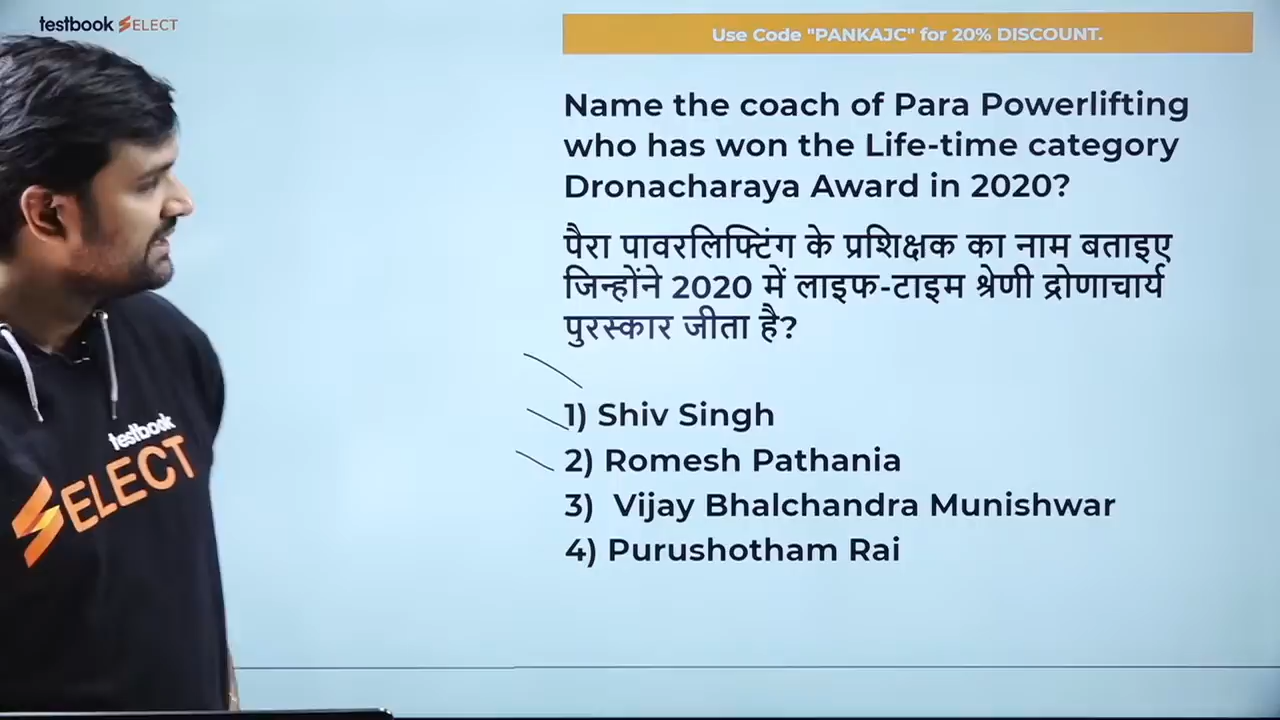 testbook SELECT
Use Code "PANKAJC" for 20% DISCOUNT.
Name the coach of Para Powerlifting
who has won the Life-time category
Dronacharaya Award in 2020?
पैरा पावरलिफ्टिंग के प्रशिक्षक का नाम बताइए
जिन्होंने 2020 में लाइफ-टाइम श्रेणी द्रोणाचार्य
पुरस्कार जीता है?
1) Shiv Singh
2) Romesh Pathania
3) Vijay Bhalchandra Munishwar
4) Purushotham Rai
testbook
SELECT